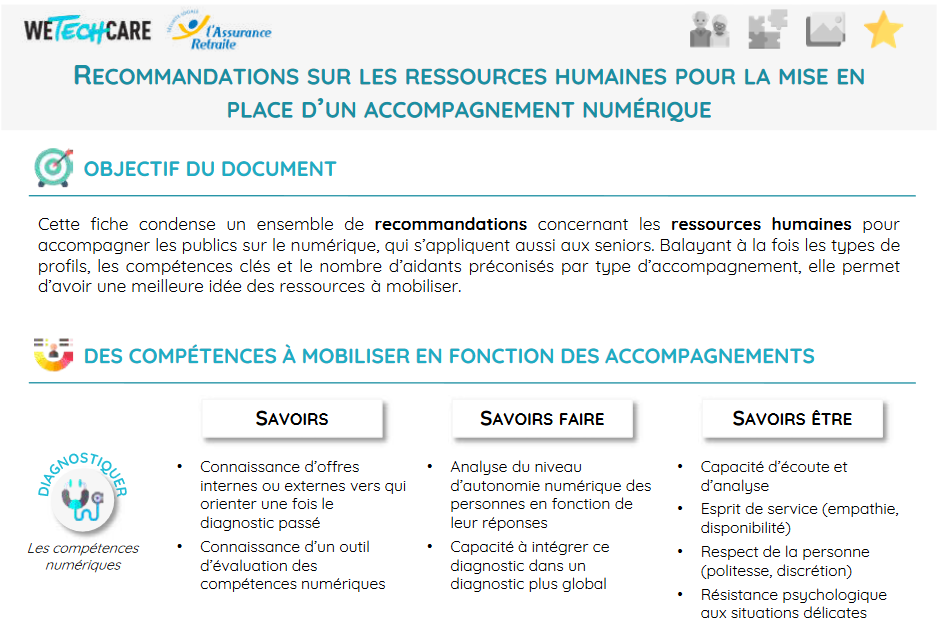 WETECHCARE
SÉCURITÉ SOCIALE
l'Assurance
Retraite
RECOMMANDATIONS SUR LES RESSOURCES HUMAINES POUR LA MISE EN
PLACE D'UN ACCOMPAGNEMENT NUMÉRIQUE
OBJECTIF DU DOCUMENT
Cette fiche condense un ensemble de recommandations concernant les ressources humaines pour
accompagner les publics sur le numérique, qui s'appliquent aussi aux seniors. Balayant à la fois les types de
profils, les compétences clés et le nombre d'aidants préconisés par type d'accompagnement, elle permet
d'avoir une meilleure idée des ressources à mobiliser.
DES COMPÉTENCES À MOBILISER EN FONCTION DES ACCOMPAGNEMENTS
SAVOIRS
SAVOIRS FAIRE
SAVOIRS ÊTRE
DIAGNOSTIQUER
Les compétences
numériques
• Connaissance d'offres
internes ou externes vers qui
orienter une fois le
diagnostic passé
• Connaissance d'un outil
d'évaluation des
compétences numériques
• Analyse du niveau
d'autonomie numérique des
personnes en fonction de
leur réponses
• Capacité à intégrer ce
diagnostic dans un
diagnostic plus global
• Capacité d'écoute et
d'analyse
• Esprit de service (empathie,
disponibilité)
• Respect de la personne
(politesse, discrétion)
• Résistance psychologique
aux situations délicates